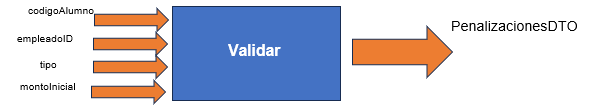 codigoAlumno
empleadoID
tipo
montoInicial
Validar
PenalizacionesDTO